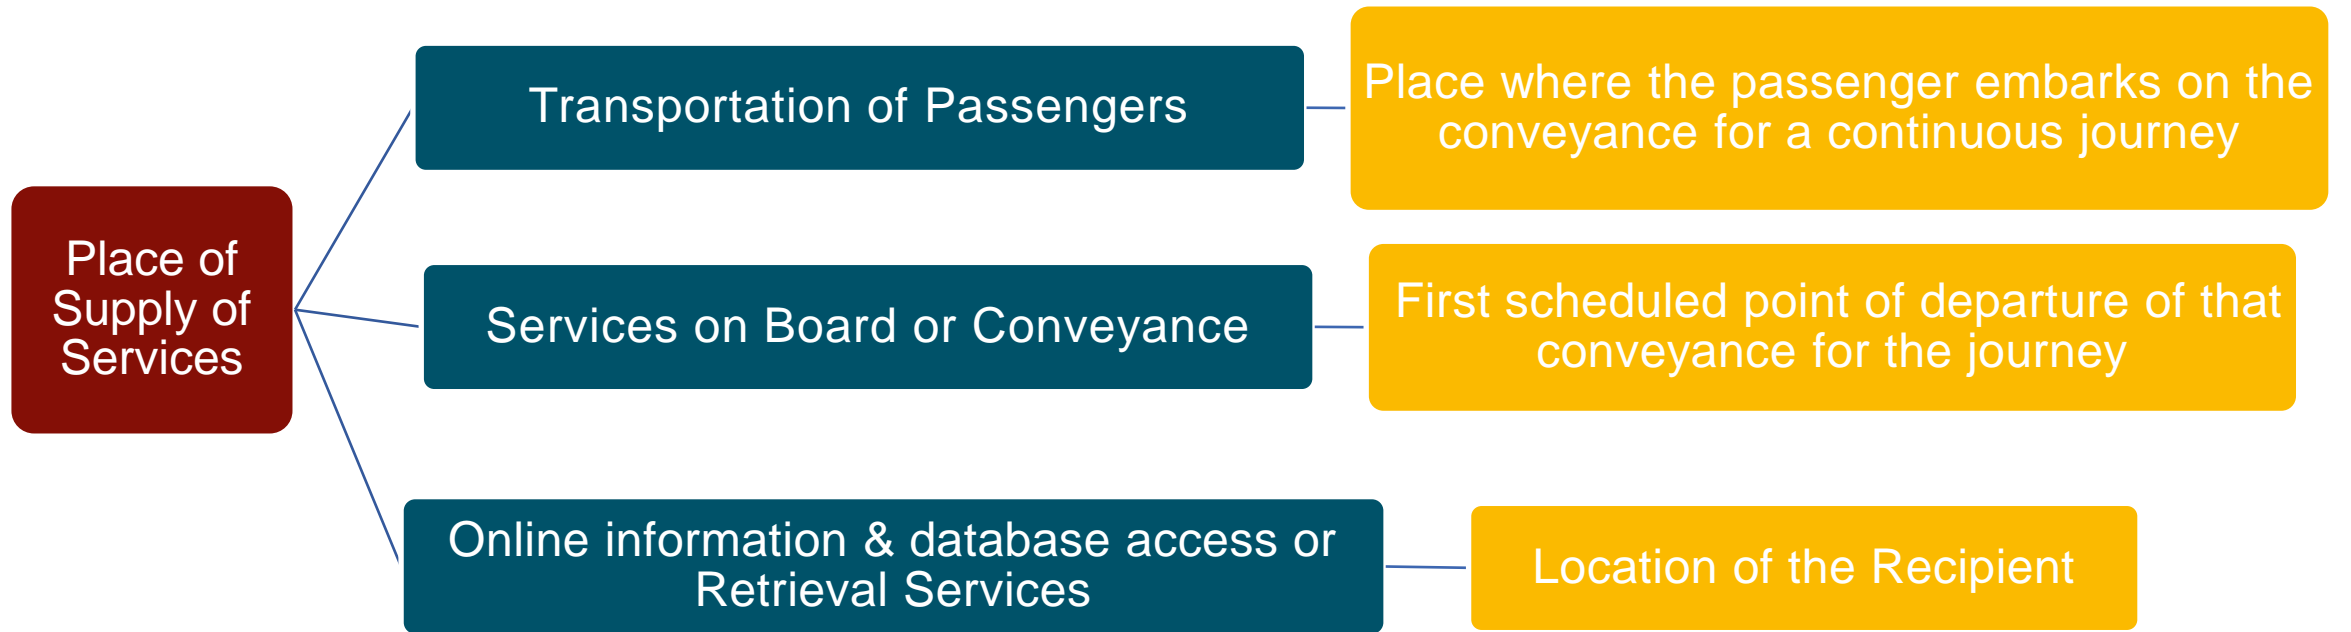 Place of
Supply of
Services
Transportation of Passengers
Place where the passenger embarks on the
conveyance for a continuous journey
Services on Board or Conveyance
First scheduled point of departure of that
conveyance for the journey
Online information & database access or
Retrieval Services
Location of the Recipient